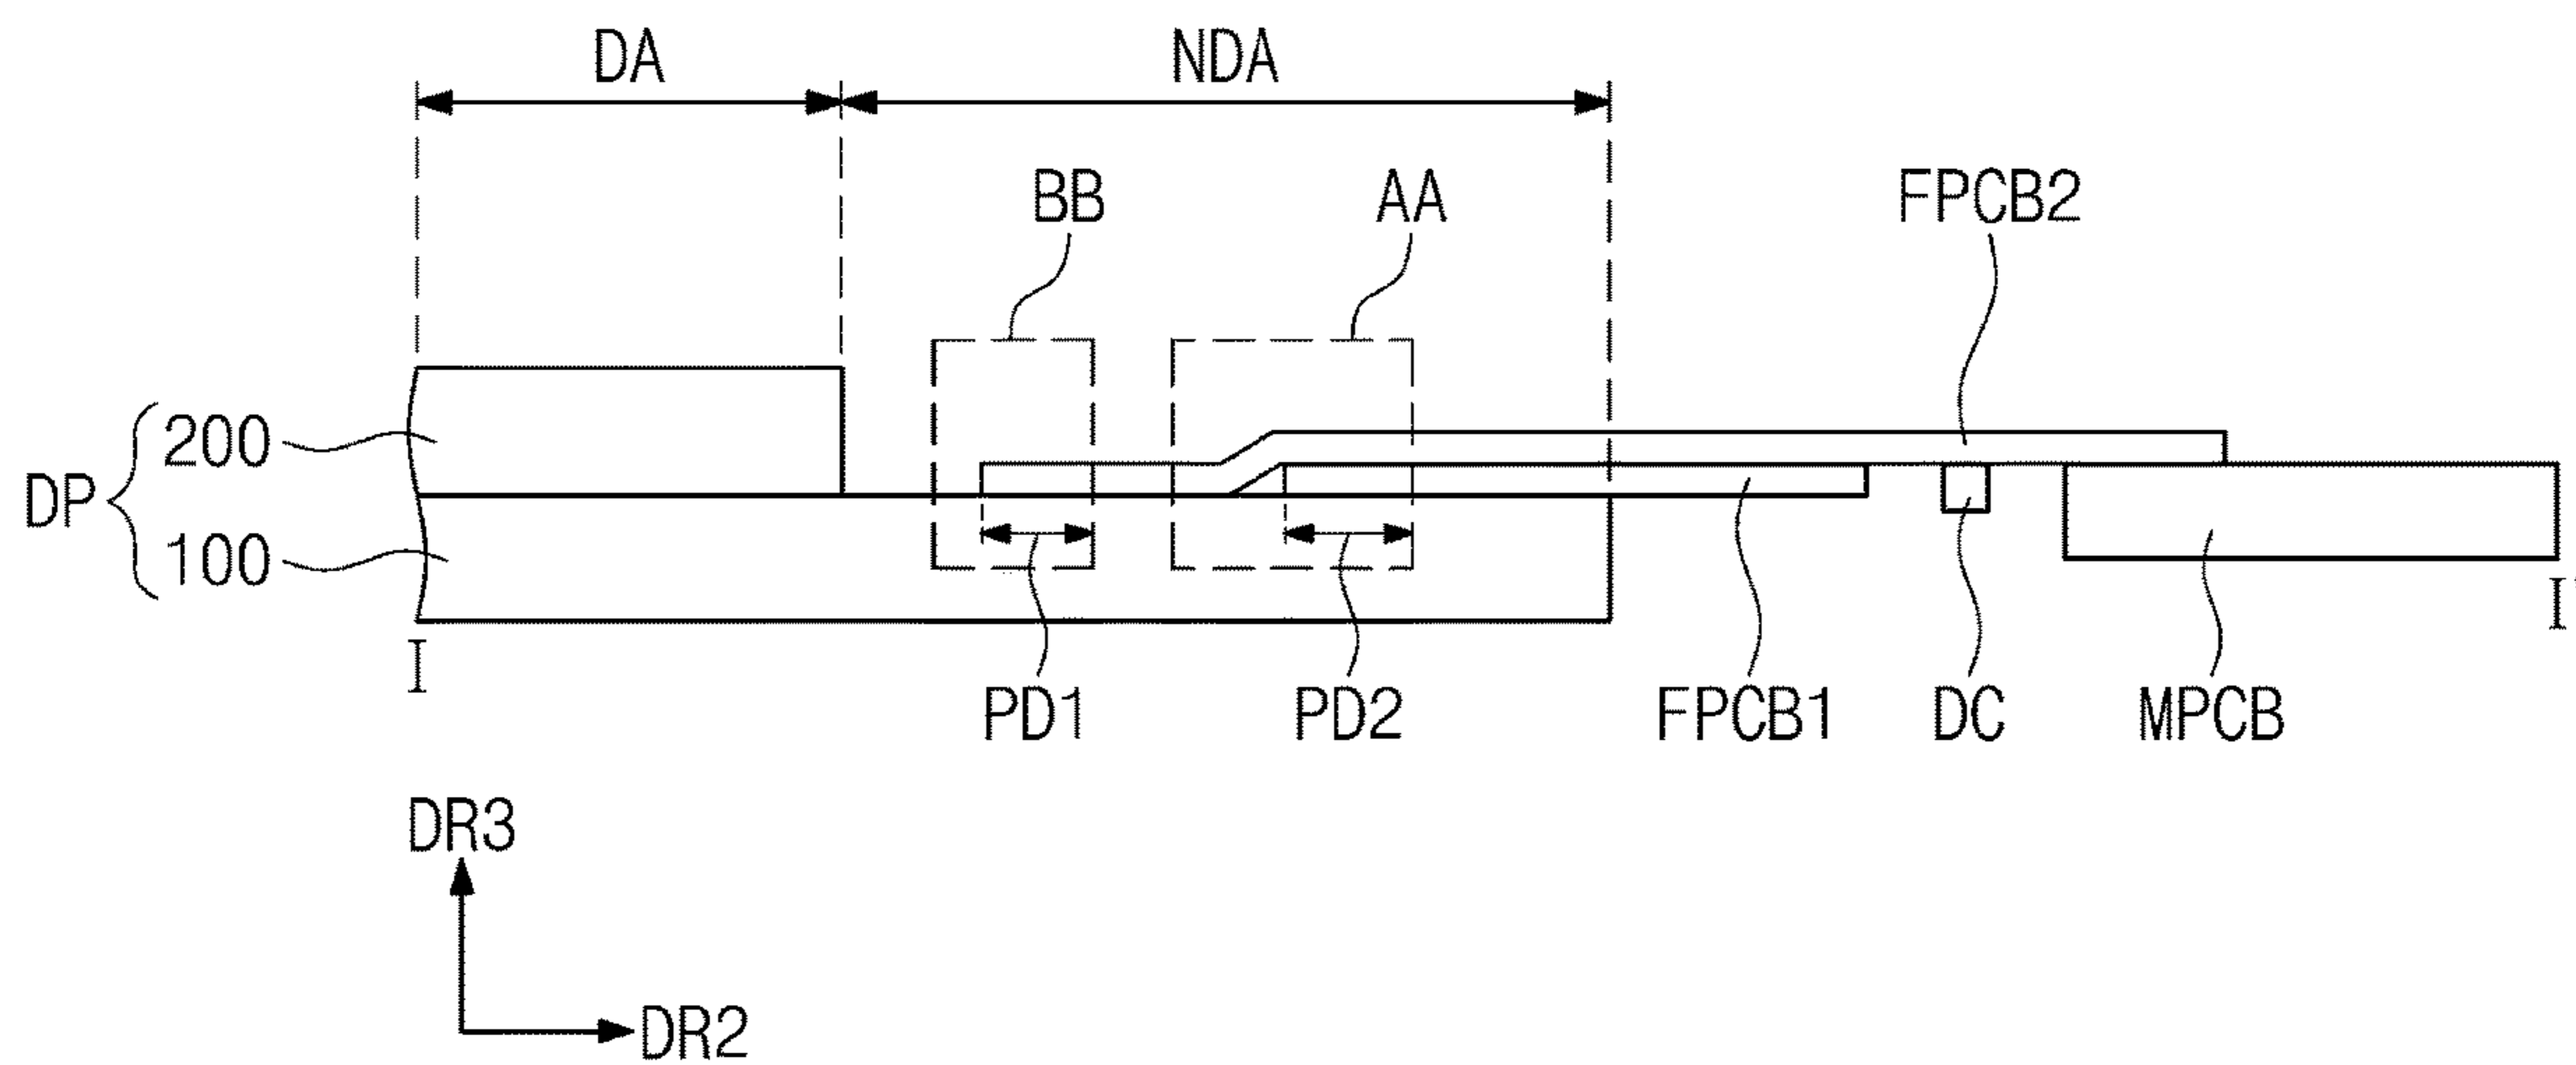 DA NDA
BB AA FPCB2
200
DP
100
I I'
PD1 PD2 FPCB1 DC MPCB
DR3
DR2